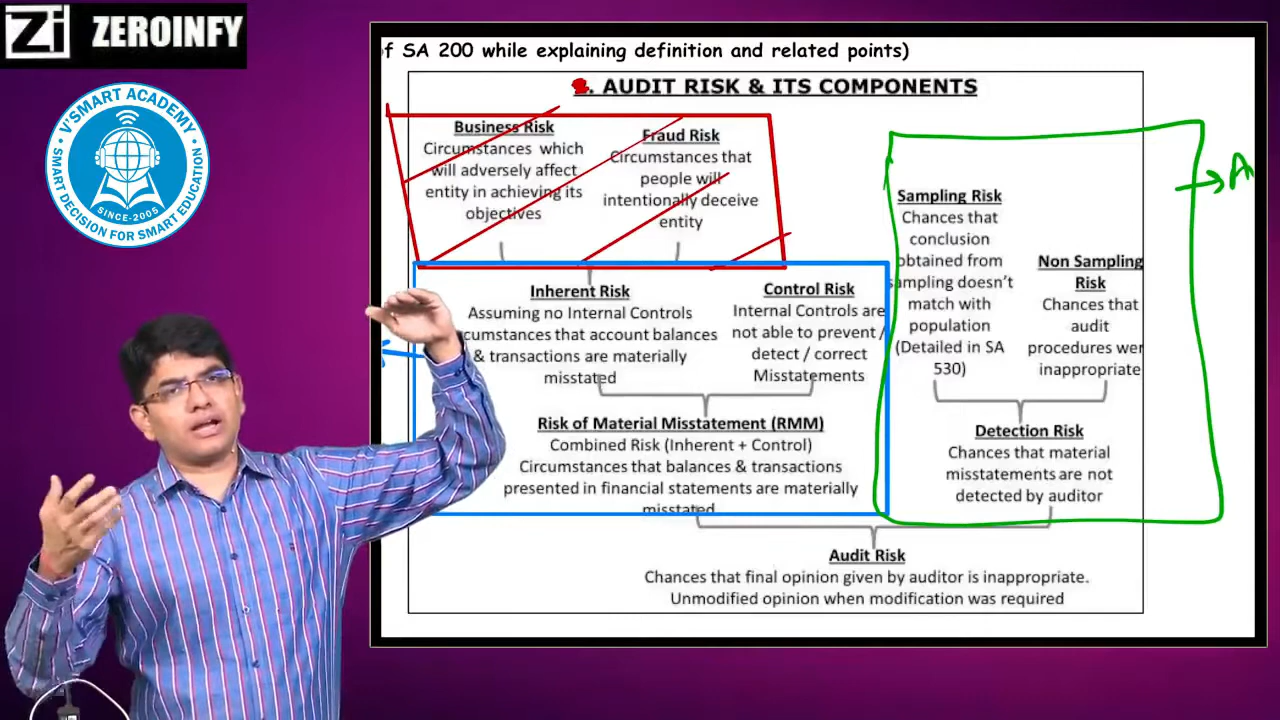 Zi ZEROINFY
V'SMART ACADEMY
SMART DECISION FOR SMART EDUCATION
SINCE-2005
of SA 200 while explaining definition and related points)
. AUDIT RISK & ITS COMPONENTS
Business Risk
Circumstances which
will adversely affect
entity in achieving its
objectives
Fraud Risk
Circumstances that
people will
intentionally deceive
entity
Inherent Risk
Assuming no Internal Controls
cumstances that account balances
& transactions are materially
misstated
Control Risk
Internal Controls are
not able to prevent /
detect / correct
Misstatements
Risk of Material Misstatement (RMM)
Combined Risk (Inherent + Control)
Circumstances that balances & transactions
presented in financial statements are materially
misstated
Sampling Risk
Chances that
conclusion
obtained from
sampling doesn't
match with
population
(Detailed in SA
530)
Non Sampling
Risk
Chances that
audit
procedures wer
inappropriate
Detection Risk
Chances that material
misstatements are not
detected by auditor
→ A
Audit Risk
Chances that final opinion given by auditor is inappropriate.
Unmodified opinion when modification was required